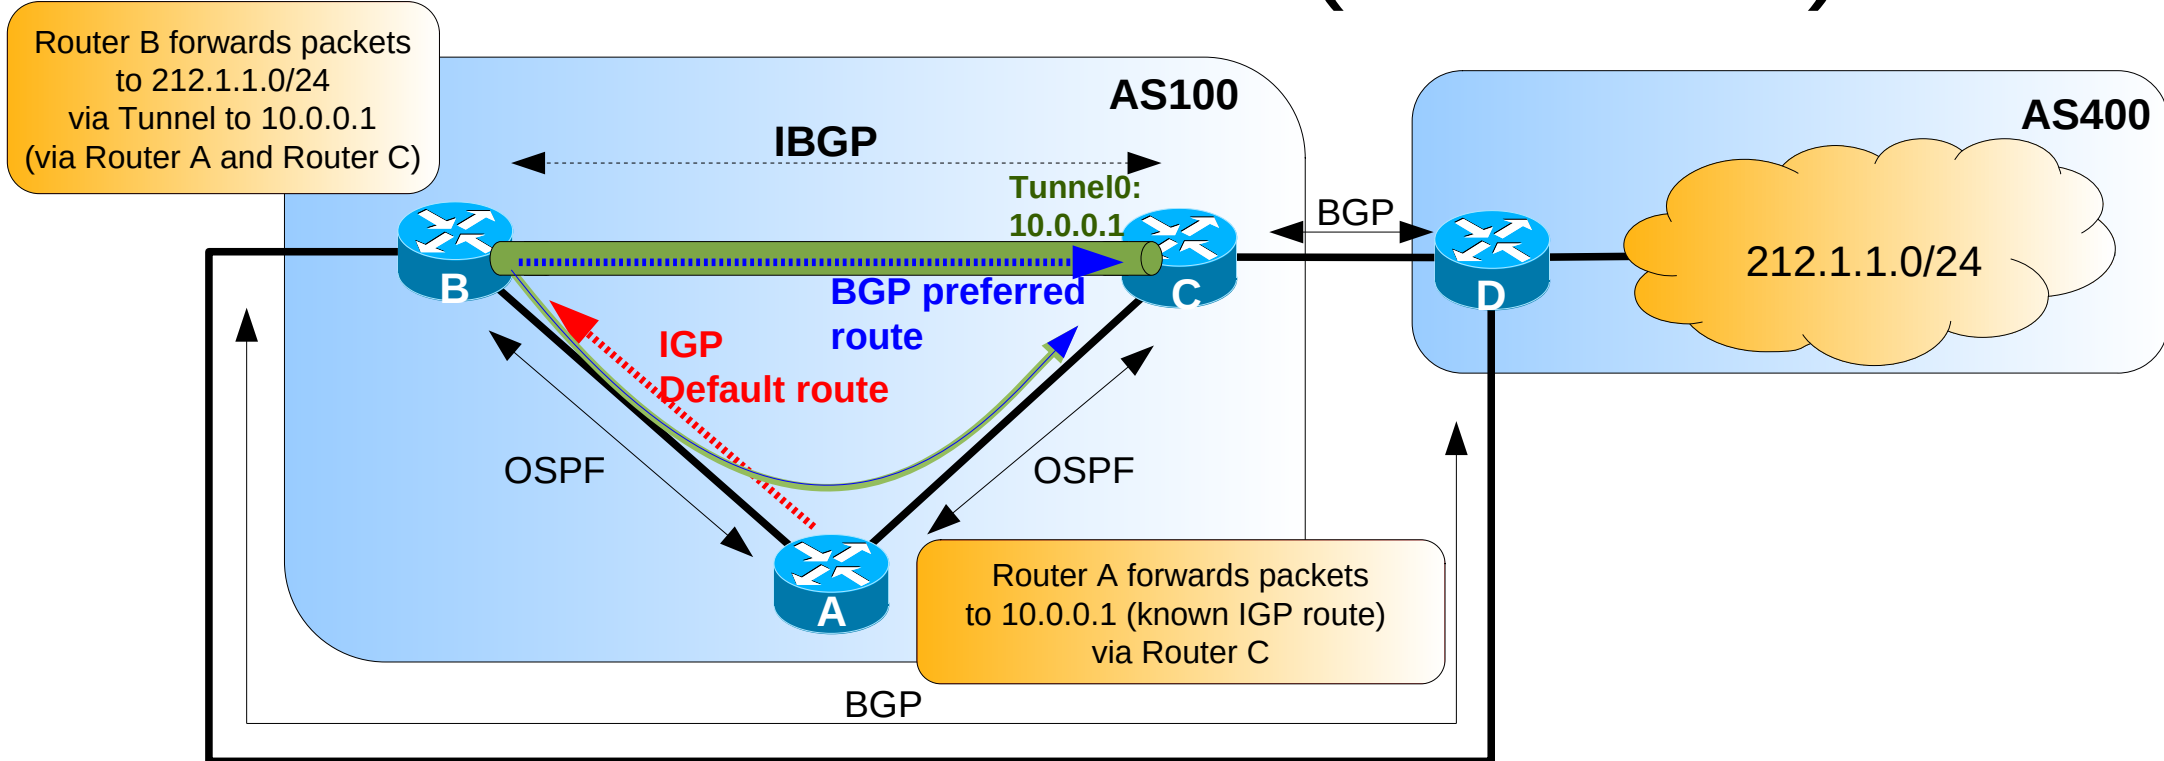 Router B forwards packets
to 212.1.1.0/24
via Tunnel to 10.0.0.1
(via Router A and Router C)
AS100
AS400
IBGP
Tunnel0:
10.0.0.1
BGP
B
C
D
212.1.1.0/24
BGP preferred
route
IGP
Default route
OSPF
OSPF
A
Router A forwards packets
to 10.0.0.1 (known IGP route)
via Router C
BGP